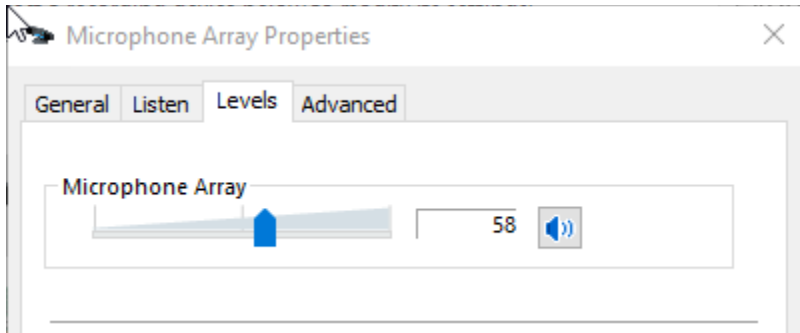 Microphone Array Properties
General Listen Levels Advanced
Microphone Array
58